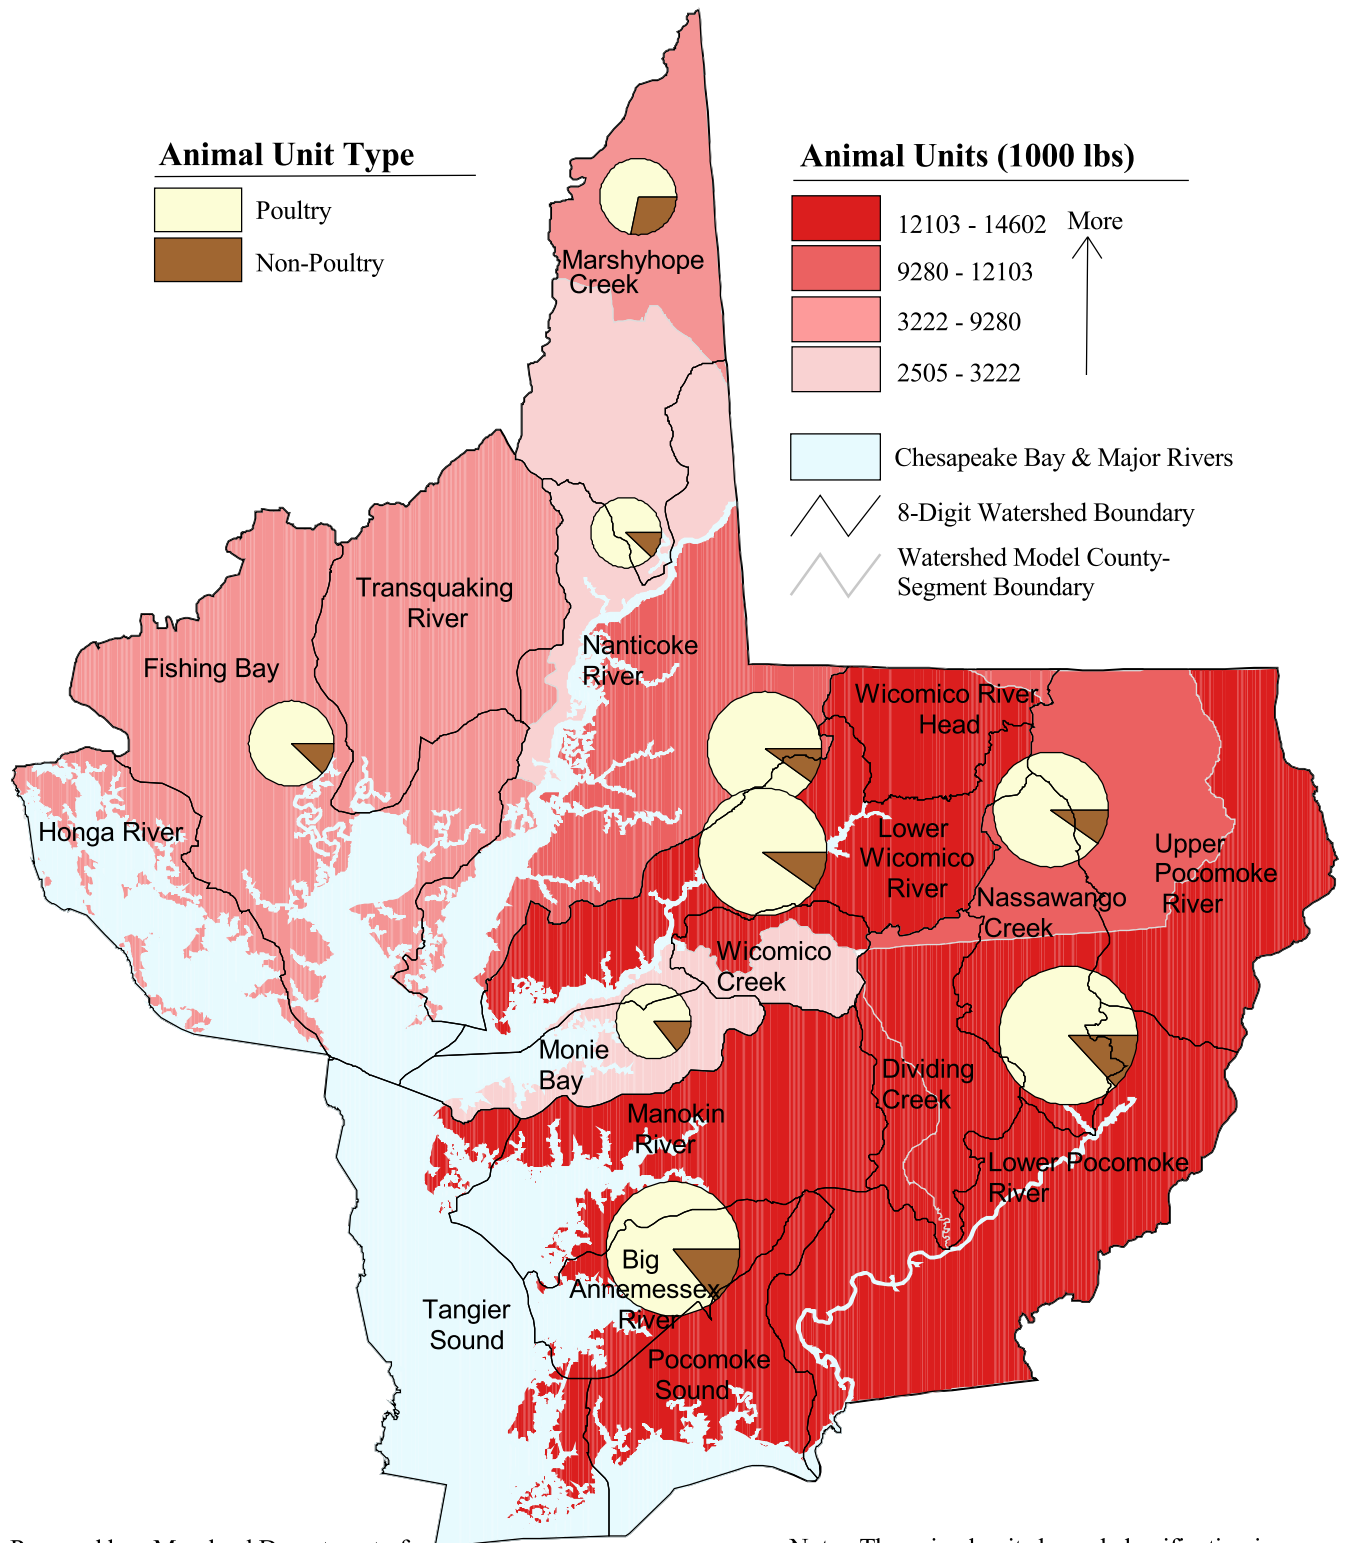 Animal Unit Type
Poultry
Non-Poultry
Animal Units (1000 lbs)
12103 - 14602
More
9280 - 12103
3222 - 9280
2505 - 3222
Chesapeake Bay & Major Rivers
8-Digit Watershed Boundary
Watershed Model County-
Segment Boundary
Marshyhope
Creek
Transquaking
River
Fishing Bay
Nanticoke
River
Wicomico River
Head
Honga River
Lower
Wicomico
River
Upper
Pocomoke
River
Nassawango
Creek
Wicomico
Creek
Monie
Bay
Dividing
Creek
Manokin
River
Lower Pocomoke
River
Big
Annemessex
River
Tangier
Sound
Pocomoke
Sound